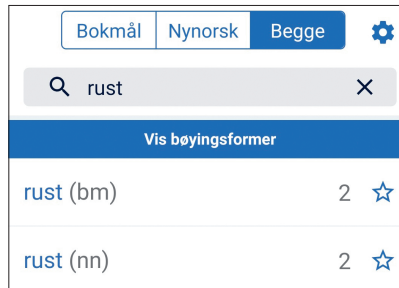 Bokmål Nynorsk Begge
rust
Vis bøyingsformer
rust (bm) 2
rust (nn) 2